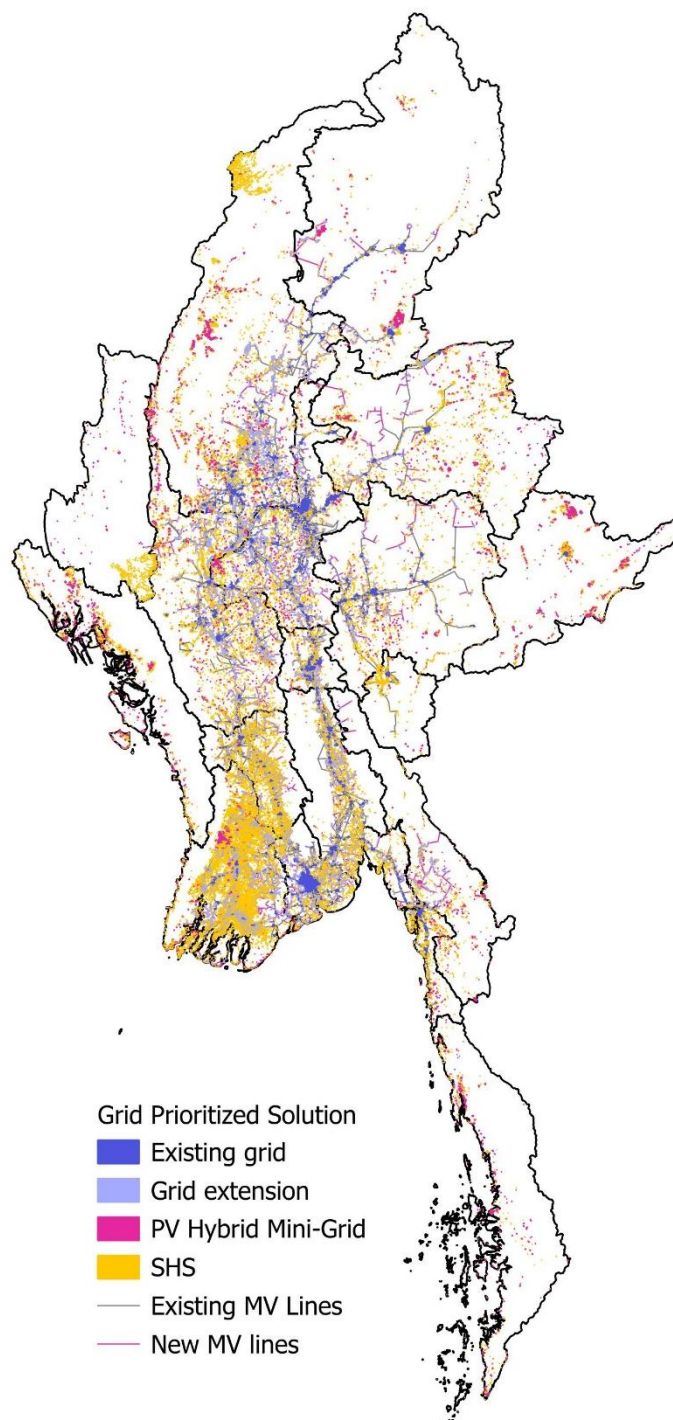 Grid Prioritized Solution
Existing grid
Grid extension
PV Hybrid Mini-Grid
SHS
Existing MV Lines
New MV lines